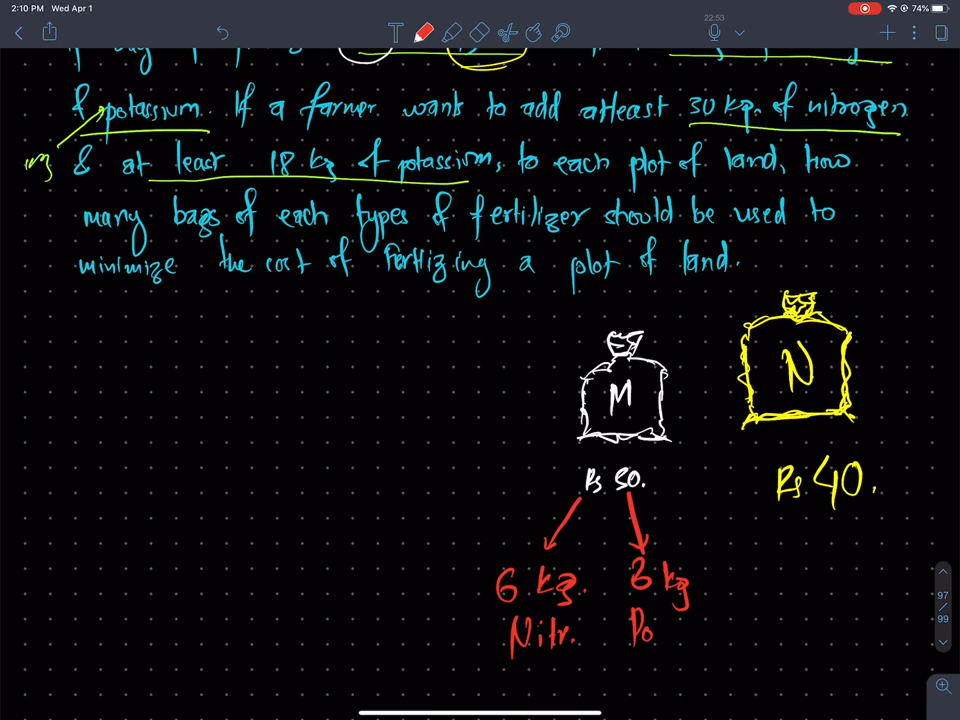 2:10 PM Wed Apr 1
74%
22:53
& potassium. If a farmer wants to add atleast 30 kg. of nitrogen
& at least 18 kg of potassium, to each plot of land, how
many bags of each types of fertilizer should be used to
minimize the cost of fertizing a plot of land.
M
N
Rs 50.
Rs 40.
6 kg. 3 kg
Nitr. Po
97
/
99